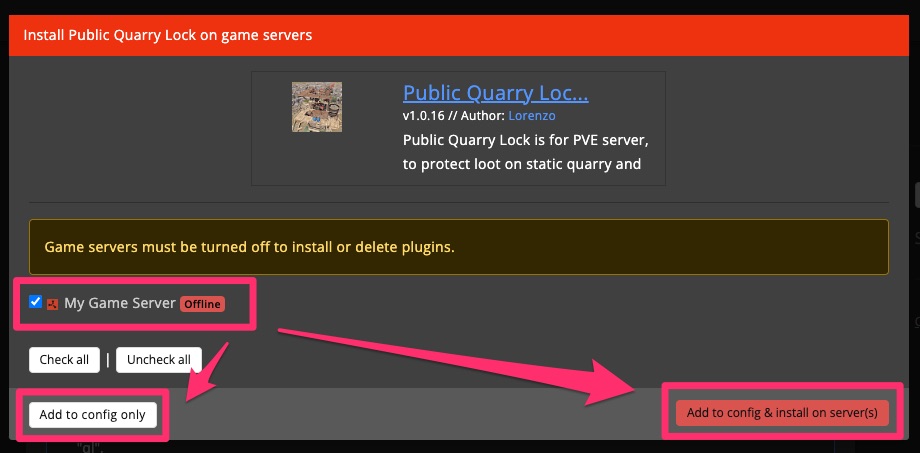 Install Public Quarry Lock on game servers
Public Quarry Loc...
v1.0.16 // Author: Lorenzo
Public Quarry Lock is for PVE server,
to protect loot on static quarry and
Game servers must be turned off to install or delete plugins.
My Game Server Offline
Check all | Uncheck all
Add to config only
Add to config & install on server(s)
"gl",